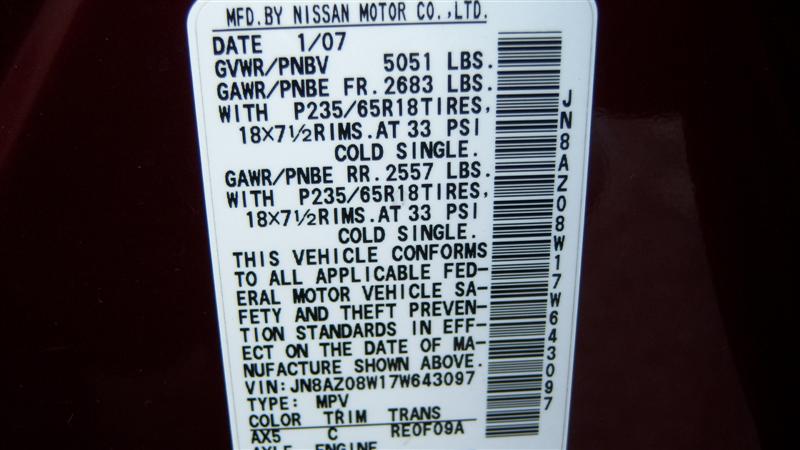 MFD.BY NISSAN MOTOR CO.,LTD.
DATE 1/07
GVWR/PNBV 5051 LBS.
GAWR/PNBE FR.2683 LBS.
WITH P235/65R18TIRES,
18×7½RIMS.AT 33 PSI
COLD SINGLE.
GAWR/PNBE RR.2557 LBS.
WITH P235/65R18TIRES,
18×7½RIMS.AT 33 PSI
COLD SINGLE.
THIS VEHICLE CONFORMS
TO ALL APPLICABLE FED-
ERAL MOTOR VEHICLE SA-
FETY AND THEFT PREVEN-
TION STANDARDS IN EFF-
ECT ON THE DATE OF MA-
NUFACTURE SHOWN ABOVE.
VIN:JN8AZ08W17W643097
TYPE: MPV
COLOR TRIM TRANS
AX5 C RE0F09A
AXLE ENGINE
JN8AZ08W17W643097